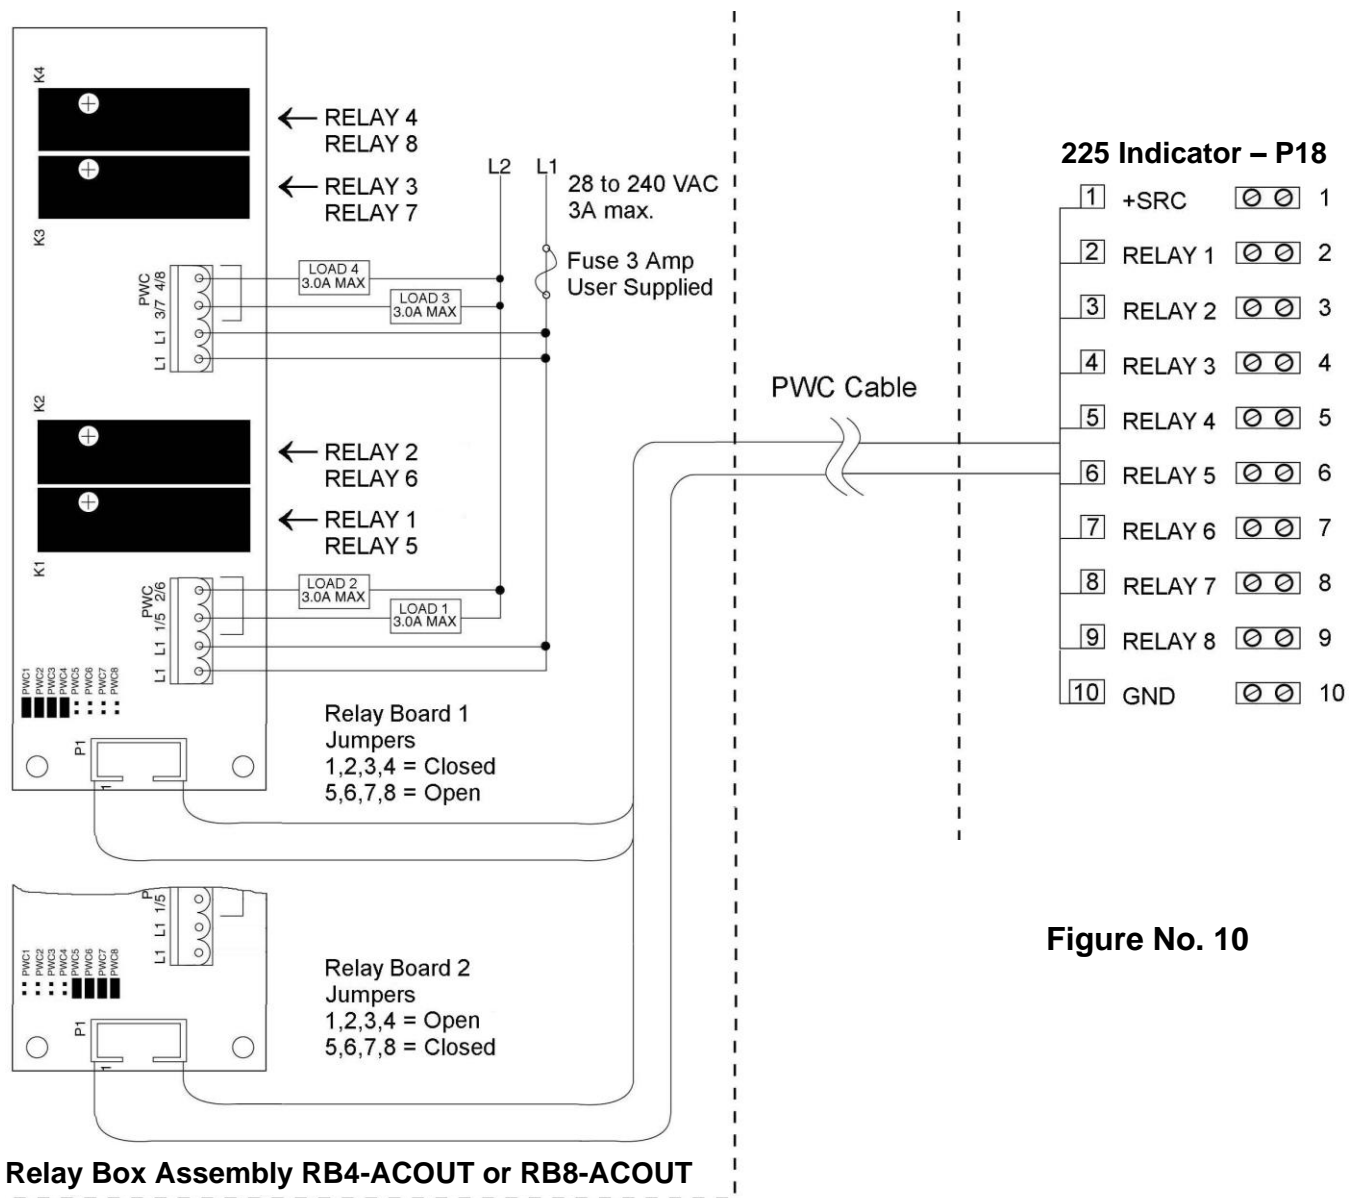 K4
← RELAY 4
RELAY 8
← RELAY 3
RELAY 7
K3
L2 L1
28 to 240 VAC
3A max.
Fuse 3 Amp
User Supplied
PWC
4/8
3/7
L1
L1
LOAD 4
3.0A MAX
LOAD 3
3.0A MAX
K2
← RELAY 2
RELAY 6
← RELAY 1
RELAY 5
K1
PWC
2/6
1/5
L1
L1
LOAD 2
3.0A MAX
LOAD 1
3.0A MAX
PWC1
PWC2
PWC3
PWC4
PWC5
PWC6
PWC7
PWC8
P1
1
Relay Board 1
Jumpers
1,2,3,4 = Closed
5,6,7,8 = Open
P
1/5
L1
L1
PWC1
PWC2
PWC3
PWC4
PWC5
PWC6
PWC7
PWC8
P1
1
Relay Board 2
Jumpers
1,2,3,4 = Open
5,6,7,8 = Closed
Relay Box Assembly RB4-ACOUT or RB8-ACOUT
PWC Cable
225 Indicator – P18
1 +SRC 1
2 RELAY 1 2
3 RELAY 2 3
4 RELAY 3 4
5 RELAY 4 5
6 RELAY 5 6
7 RELAY 6 7
8 RELAY 7 8
9 RELAY 8 9
10 GND 10
Figure No. 10